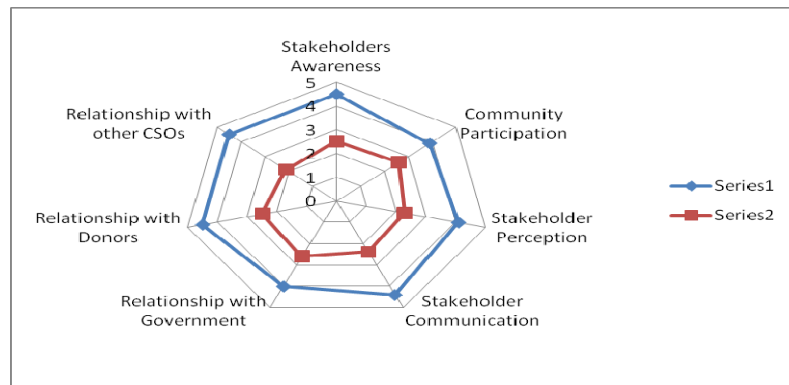 Stakeholders
Awareness
5
4
3
2
1
0
Community
Participation
Stakeholder
Perception
Stakeholder
Communication
Relationship with
Government
Relationship with
Donors
Relationship with
other CSOs
Series1
Series2